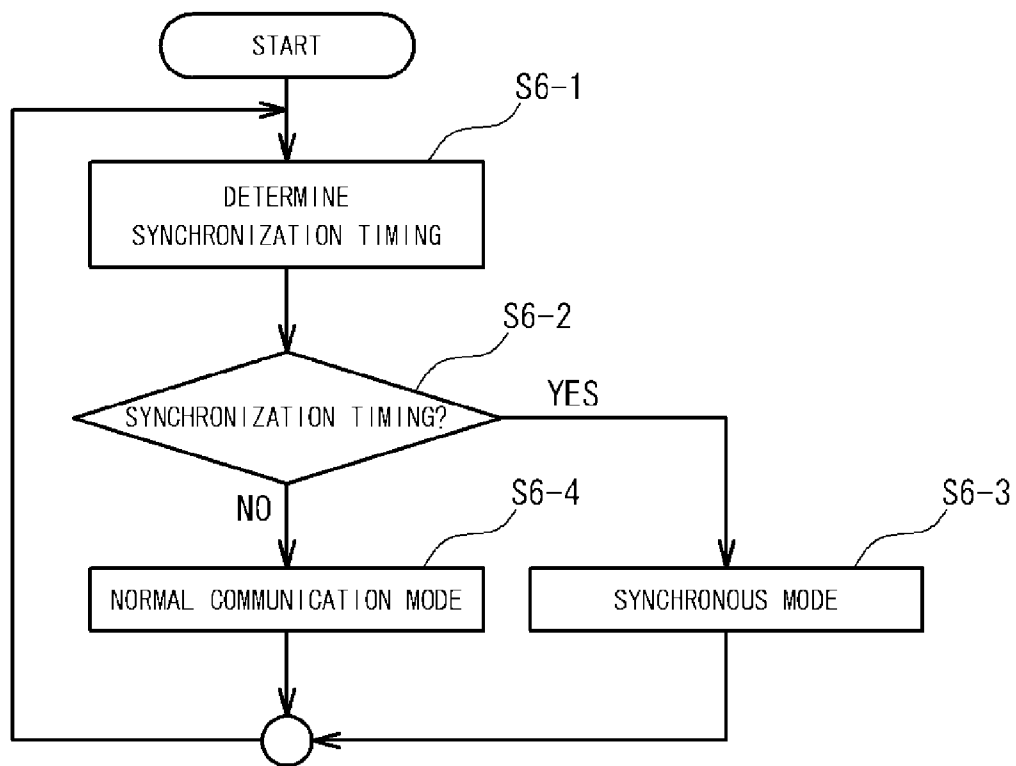 START
S6-1
DETERMINE
SYNCHRONIZATION TIMING
S6-2
SYNCHRONIZATION TIMING?
YES
NO
S6-4
S6-3
NORMAL COMMUNICATION MODE
SYNCHRONOUS MODE